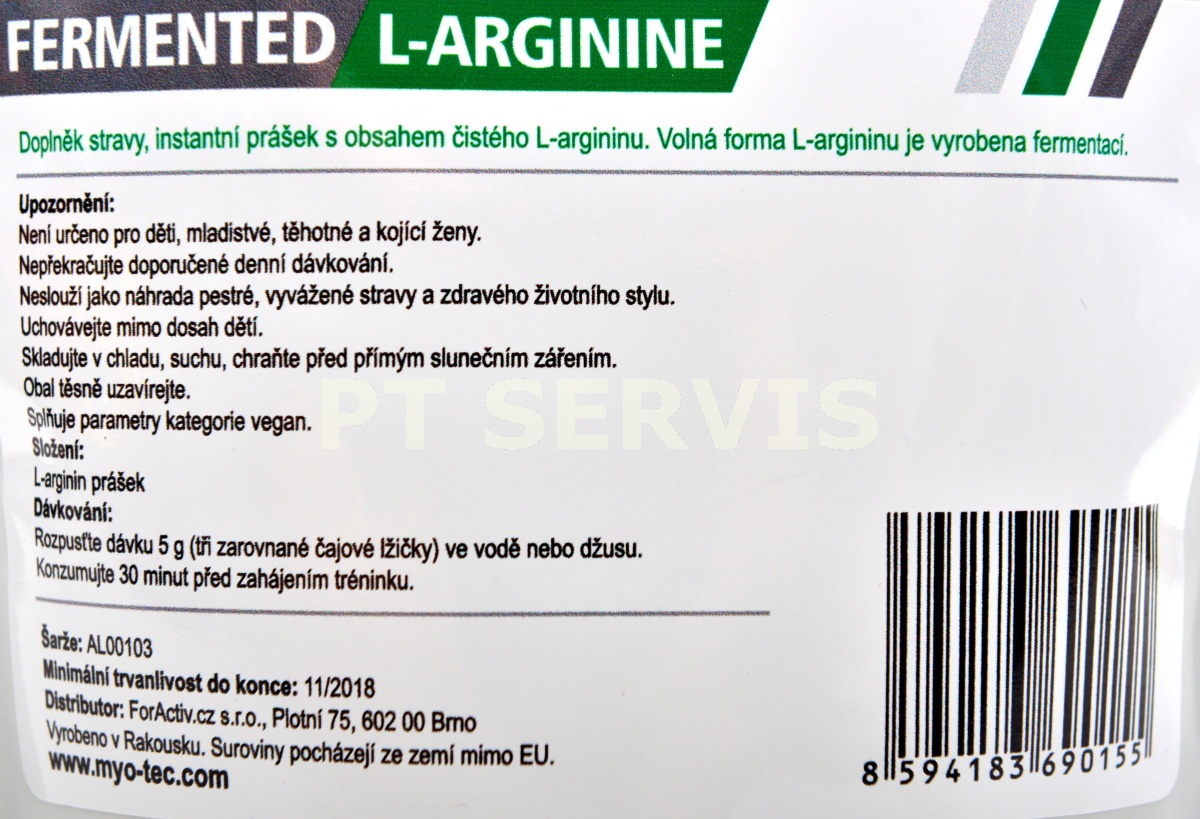 FERMENTED L-ARGININE
Doplněk stravy, instantní prášek s obsahem čistého L-argininu. Volná forma L-argininu je vyrobena fermentací.
Upozornění:
Není určeno pro děti, mladistvé, těhotné a kojící ženy.
Nepřekračujte doporučené denní dávkování.
Neslouží jako náhrada pestré, vyvážené stravy a zdravého životního stylu.
Uchovávejte mimo dosah dětí.
Skladujte v chladu, suchu, chraňte před přímým slunečním zářením.
Obal těsně uzavírejte.
Splňuje parametry kategorie vegan.
PT SERVIS
Složení:
L-arginin prášek
Dávkování:
Rozpusťte dávku 5 g (tři zarovnané čajové lžičky) ve vodě nebo džusu.
Konzumujte 30 minut před zahájením tréninku.
Šarže: AL00103
Minimální trvanlivost do konce: 11/2018
Distributor: ForActiv.cz s.r.o., Plotní 75, 602 00 Brno
Vyrobeno v Rakousku. Suroviny pocházejí ze zemí mimo EU.
www.myo-tec.com
8 594183 690155